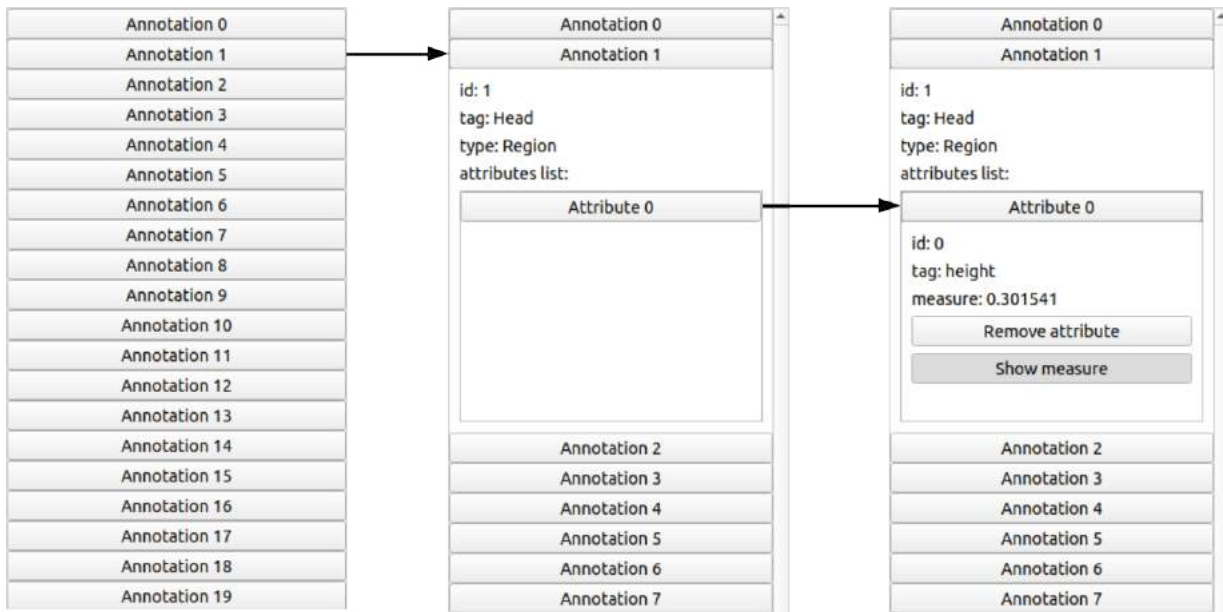 Annotation 0
Annotation 1
Annotation 2
Annotation 3
Annotation 4
Annotation 5
Annotation 6
Annotation 7
Annotation 8
Annotation 9
Annotation 10
Annotation 11
Annotation 12
Annotation 13
Annotation 14
Annotation 15
Annotation 16
Annotation 17
Annotation 18
Annotation 19
Annotation 0
Annotation 1
id: 1
tag: Head
type: Region
attributes list:
Attribute 0
Annotation 2
Annotation 3
Annotation 4
Annotation 5
Annotation 6
Annotation 7
Annotation 0
Annotation 1
id: 1
tag: Head
type: Region
attributes list:
Attribute 0
id: 0
tag: height
measure: 0.301541
Remove attribute
Show measure
Annotation 2
Annotation 3
Annotation 4
Annotation 5
Annotation 6
Annotation 7